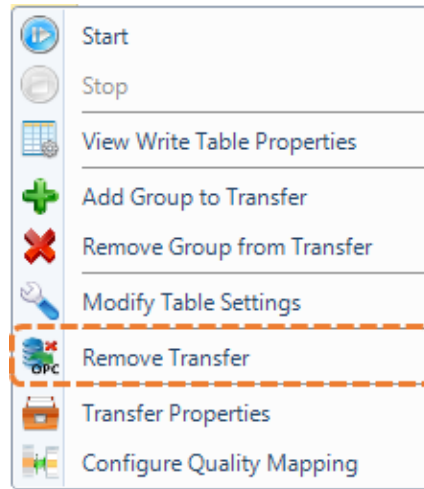 Start
Stop
View Write Table Properties
Add Group to Transfer
Remove Group from Transfer
Modify Table Settings
OPC Remove Transfer
Transfer Properties
Configure Quality Mapping